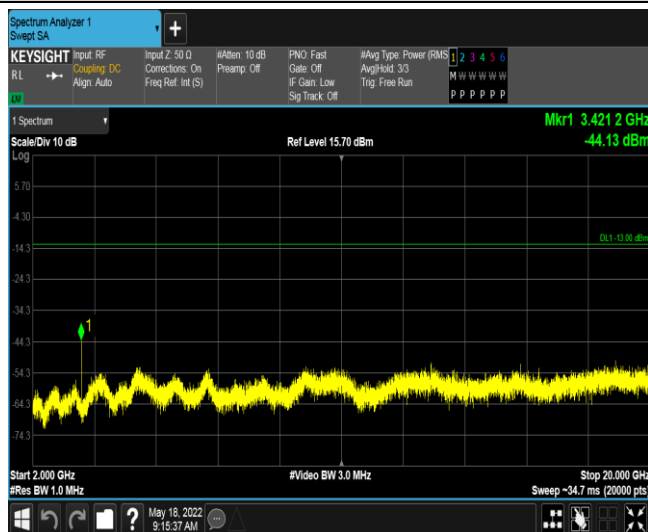 Spectrum Analyzer 1
Swept SA
KEYSIGHT Input: RF Input Z: 50 Ω #Atten: 10 dB PNO: Fast #Avg Type: Power (RMS 1 2 3 4 5 6
RL Coupling: DC Corrections: On Preamp: Off Gate: Off Avg|Hold: 3/3 M W W W W W
Align: Auto Freq Ref: Int (S) IF Gain: Low Trig: Free Run
Sig Track: Off P P P P P P
1 Spectrum Mkr1 3.421 2 GHz
Scale/Div 10 dB Ref Level 15.70 dBm -44.13 dBm
Log
5.70
-4.30
DL1 -13.00 dBm
-14.3
-24.3
-34.3
1
-44.3
-54.3
-64.3
-74.3
Start 2.000 GHz #Video BW 3.0 MHz Stop 20.000 GHz
#Res BW 1.0 MHz Sweep ~34.7 ms (20000 pts)
? May 18, 2022
9:15:37 AM